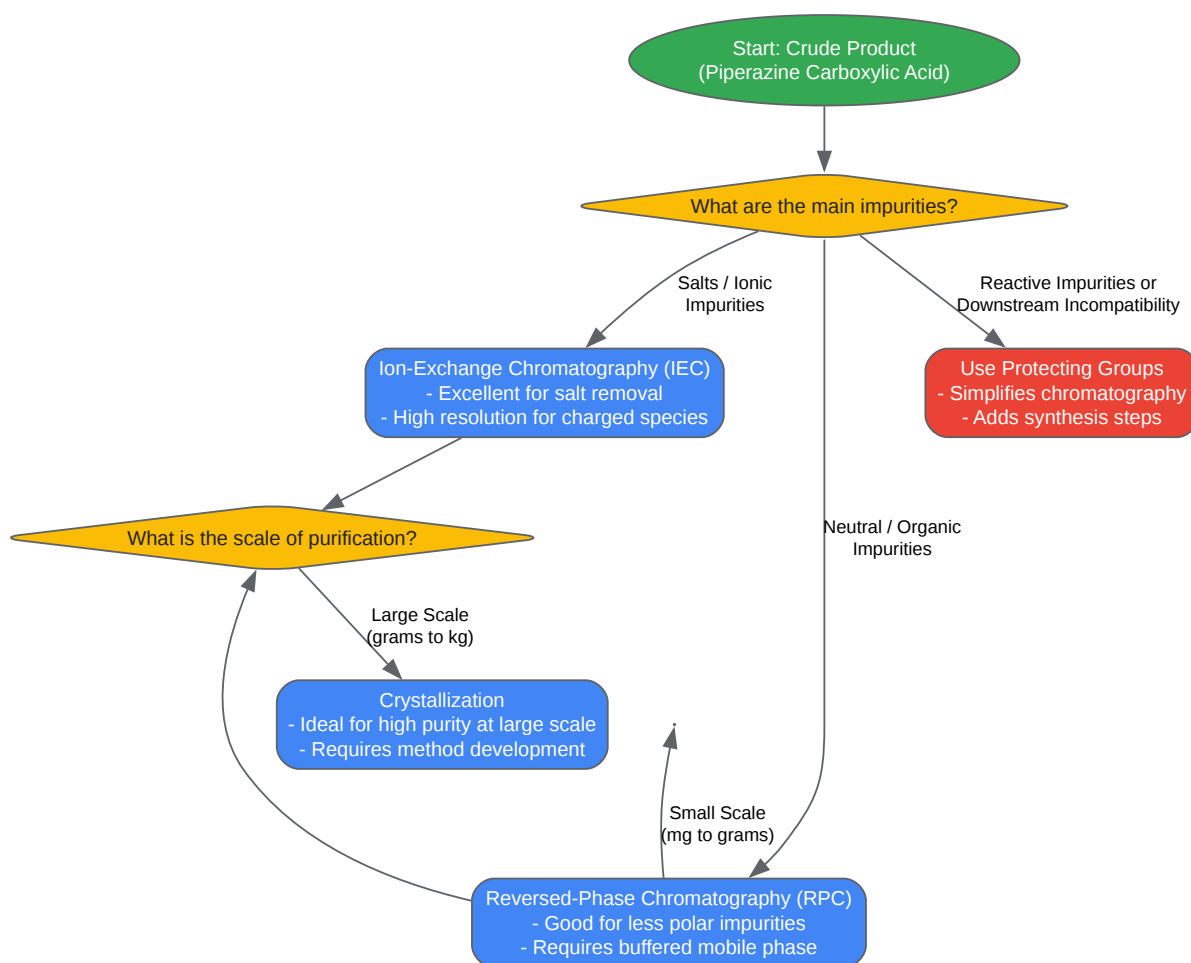 Start: Crude Product
(Piperazine Carboxylic Acid)
What are the main impurities?
Salts / Ionic
Impurities
Reactive Impurities or
Downstream Incompatibility
Ion-Exchange Chromatography (IEC)
- Excellent for salt removal
- High resolution for charged species
Use Protecting Groups
- Simplifies chromatography
- Adds synthesis steps
What is the scale of purification?
Neutral / Organic
Impurities
Large Scale
(grams to kg)
Crystallization
- Ideal for high purity at large scale
- Requires method development
Small Scale
(mg to grams)
Reversed-Phase Chromatography (RPC)
- Good for less polar impurities
- Requires buffered mobile phase